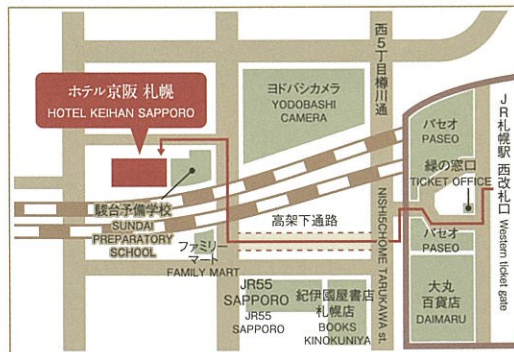 ホテル京阪 札幌
HOTEL KEIHAN SAPPORO
ヨドバシカメラ
YODOBASHI
CAMERA
西5丁目樽川通
NISHI5CHOME TARUKAWA st.
パセオ
PASEO
緑の窓口
TICKET OFFICE
JR札幌駅 西改札口
Western ticket gate
駿台予備学校
SUNDAI
PREPARATORY
SCHOOL
高架下通路
ファミリー
マート
FAMILY MART
パセオ
PASEO
JR55
SAPPORO
JR55
SAPPORO
紀伊國屋書店
札幌店
BOOKS
KINOKUNIYA
大丸
百貨店
DAIMARU